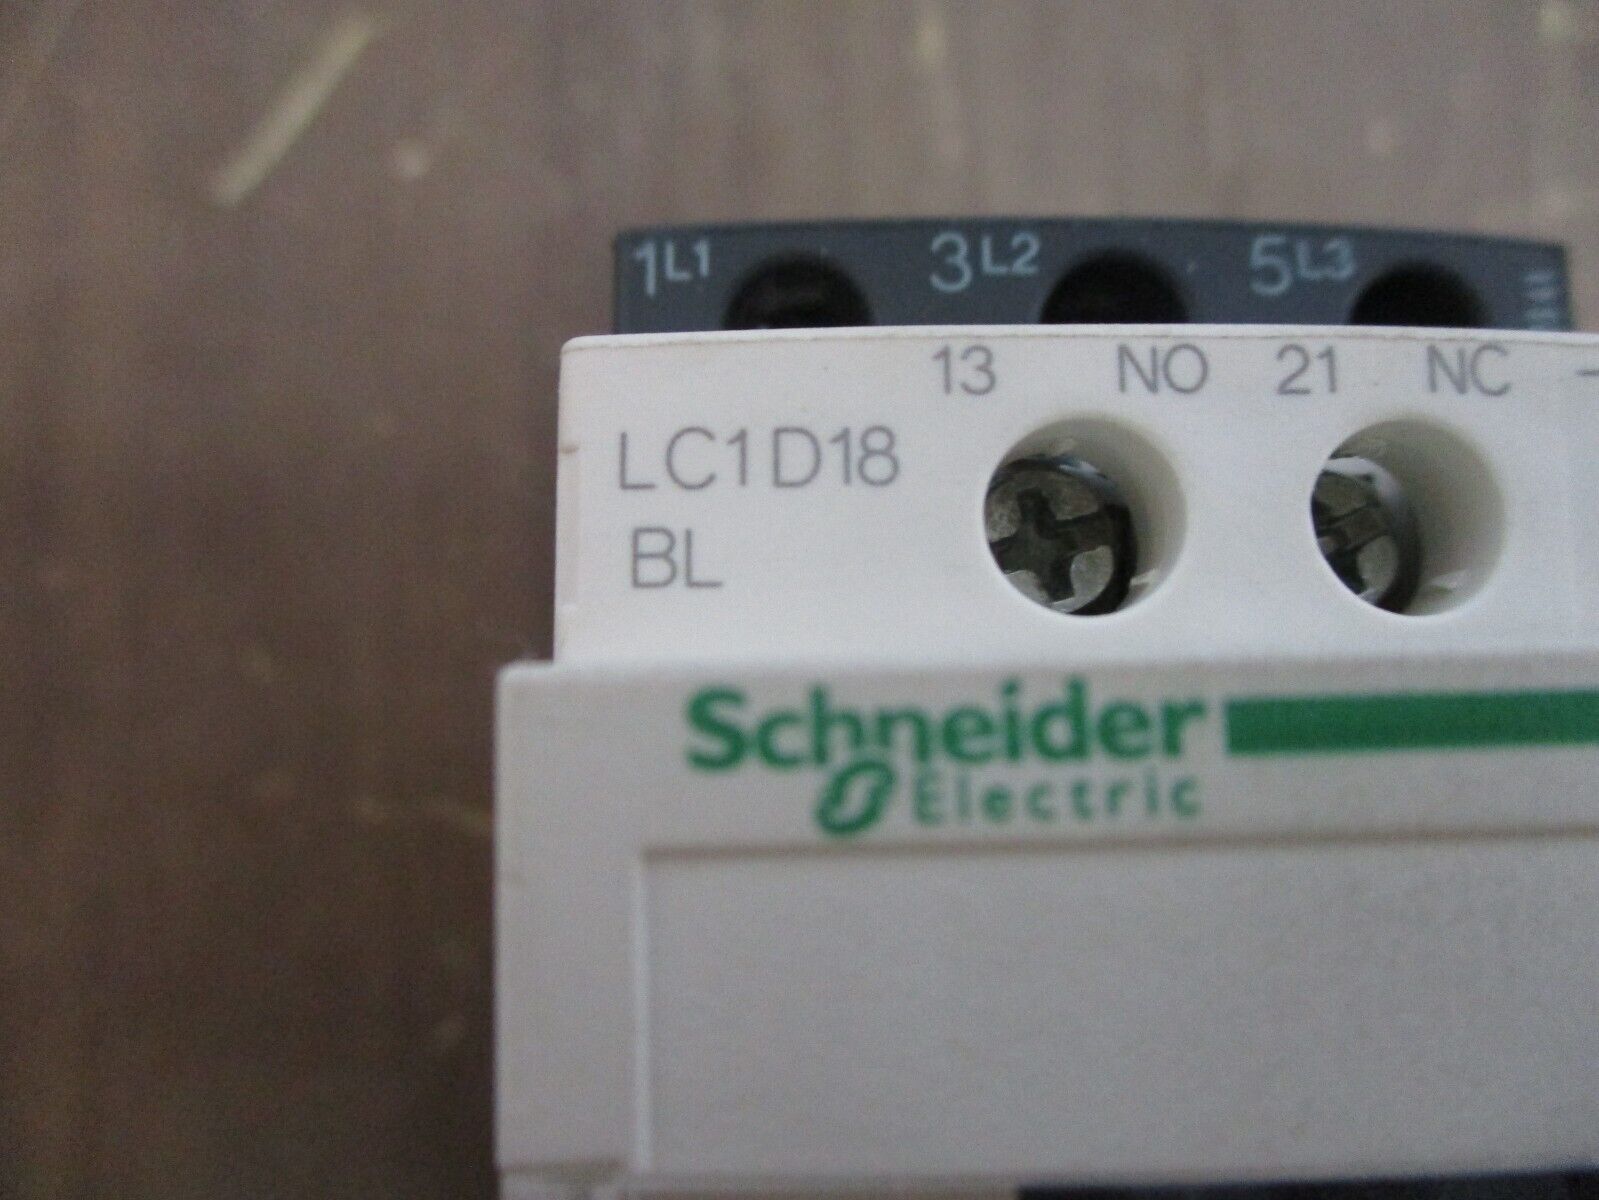 1L1 3L2 5L3
13 NO 21 NC
LC1D18
BL
Schneider
Electric